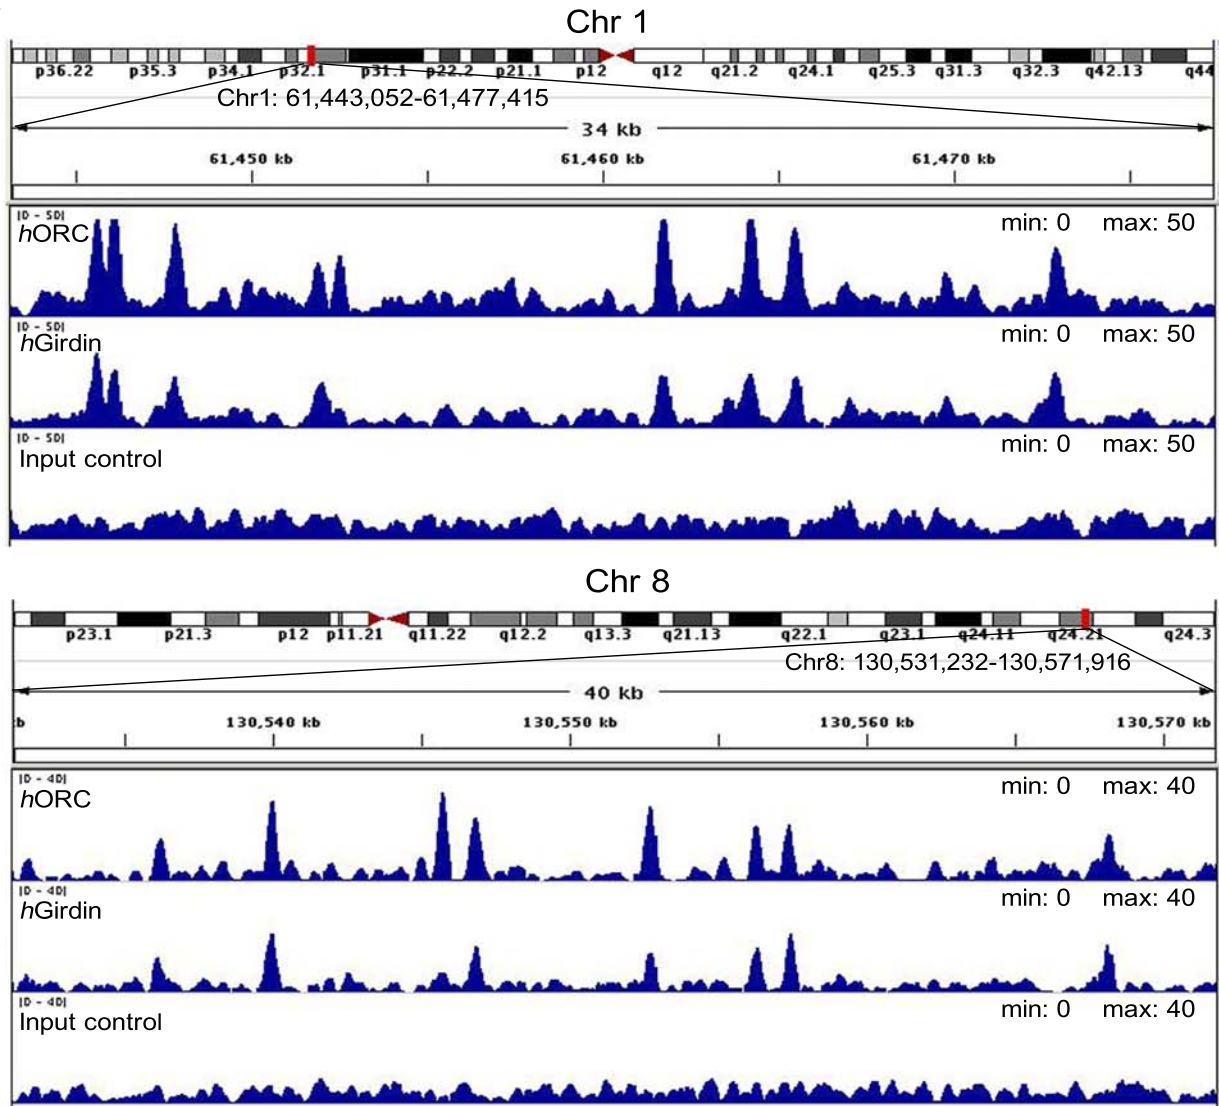 Chr 1
p36.22 p35.3 p34.1 p32.1 p31.1 p22.2 p21.1 p12 q12 q21.2 q24.1 q25.3 q31.3 q32.3 q42.13 q44
Chr1: 61,443,052-61,477,415
34 kb
61,450 kb 61,460 kb 61,470 kb
[0 - 50]
hORC min: 0 max: 50
[0 - 50]
hGirdin min: 0 max: 50
[0 - 50]
Input control min: 0 max: 50
Chr 8
p23.1 p21.3 p12 p11.21 q11.22 q12.2 q13.3 q21.13 q22.1 q23.1 q24.11 q24.21 q24.3
Chr8: 130,531,232-130,571,916
40 kb
b 130,540 kb 130,550 kb 130,560 kb 130,570 kb
[0 - 40]
hORC min: 0 max: 40
[0 - 40]
hGirdin min: 0 max: 40
[0 - 40]
Input control min: 0 max: 40